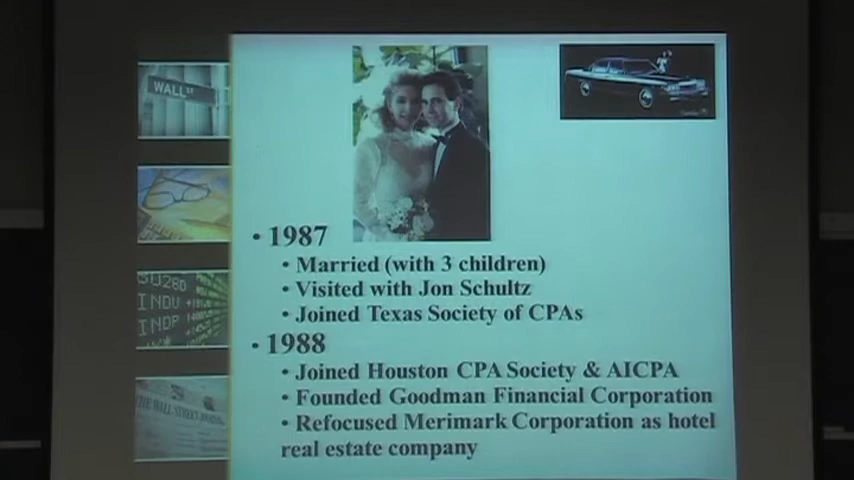 WALL ST
• 1987
• Married (with 3 children)
• Visited with Jon Schultz
• Joined Texas Society of CPAs
SU280
INDU
INDP
• 1988
• Joined Houston CPA Society & AICPA
• Founded Goodman Financial Corporation
• Refocused Merimark Corporation as hotel
real estate company
THE WALL STREET JOURNAL